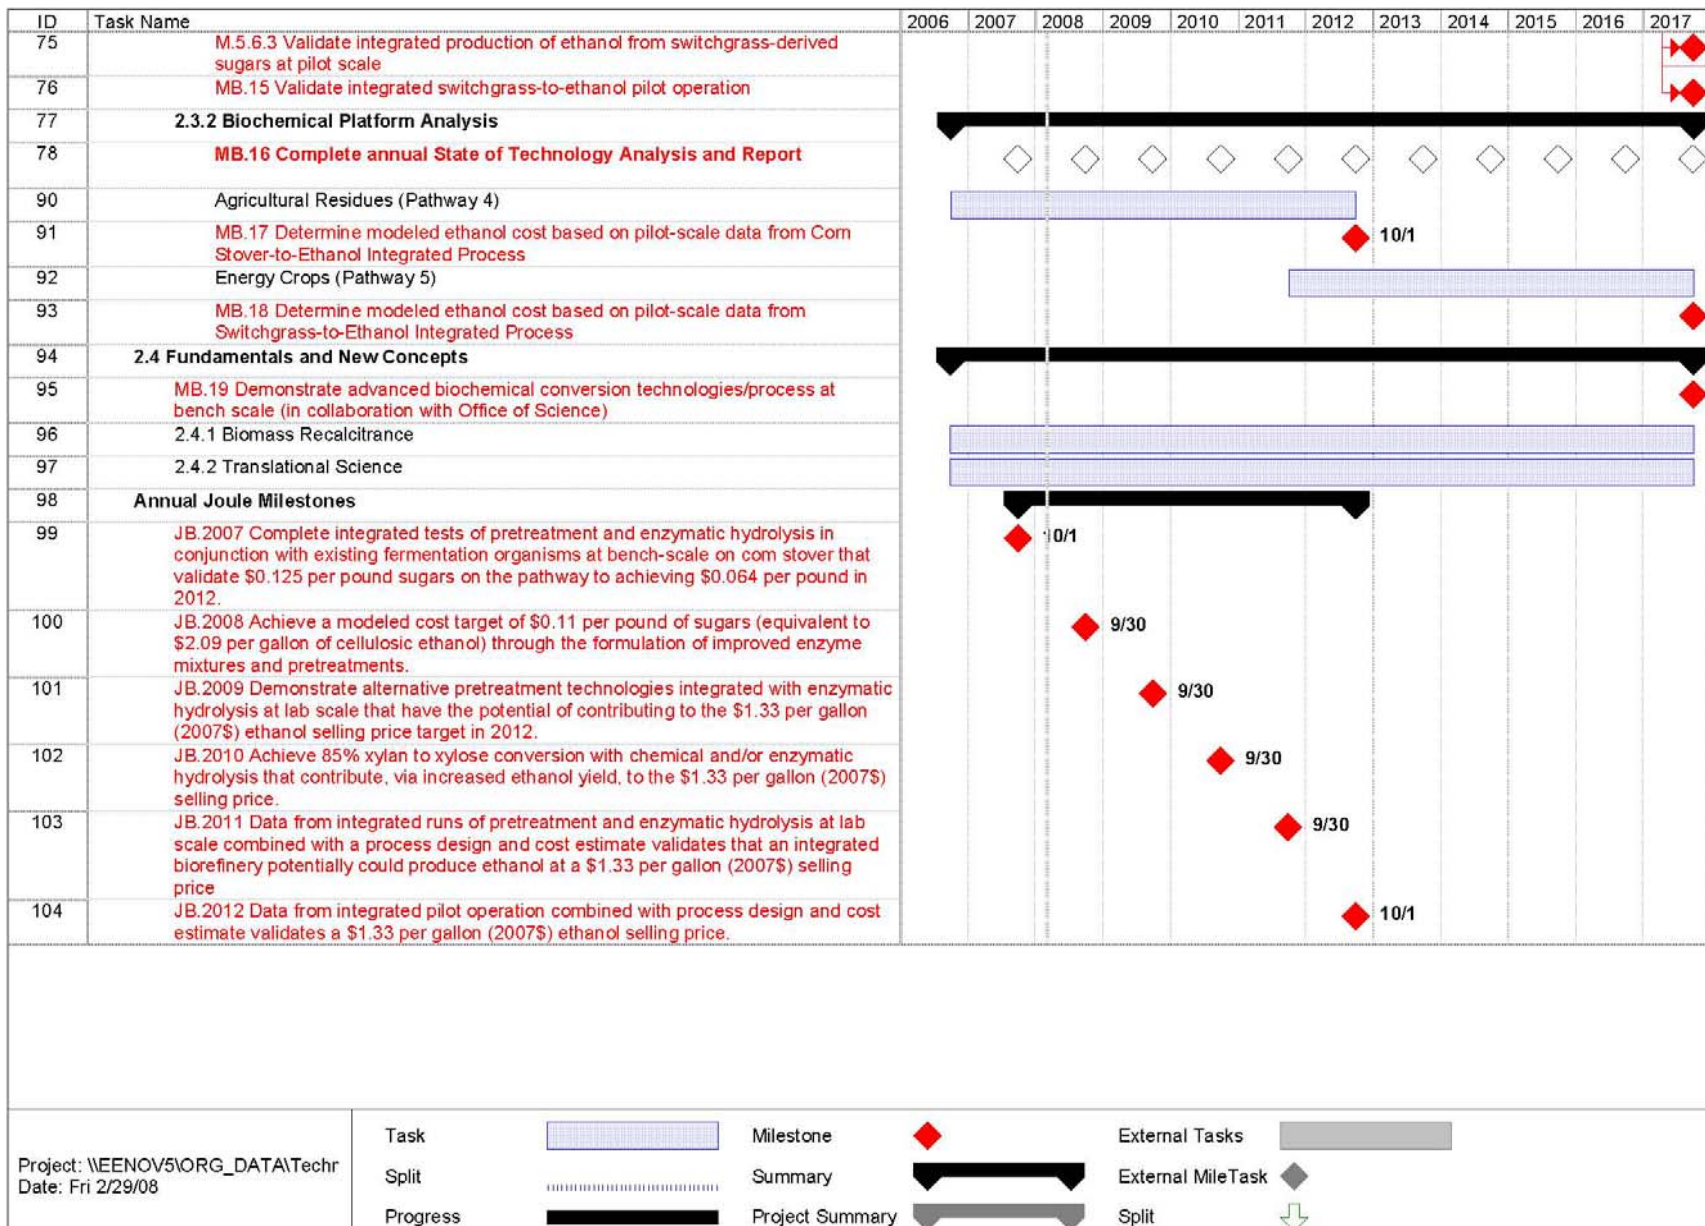 ID Task Name 2006 2007 2008 2009 2010 2011 2012 2013 2014 2015 2016 2017
75 M.5.6.3 Validate integrated production of ethanol from switchgrass-derived
sugars at pilot scale
76 MB.15 Validate integrated switchgrass-to-ethanol pilot operation
77 2.3.2 Biochemical Platform Analysis
78 MB.16 Complete annual State of Technology Analysis and Report
90 Agricultural Residues (Pathway 4)
91 MB.17 Determine modeled ethanol cost based on pilot-scale data from Corn
Stover-to-Ethanol Integrated Process
10/1
92 Energy Crops (Pathway 5)
93 MB.18 Determine modeled ethanol cost based on pilot-scale data from
Switchgrass-to-Ethanol Integrated Process
94 2.4 Fundamentals and New Concepts
95 MB.19 Demonstrate advanced biochemical conversion technologies/process at
bench scale (in collaboration with Office of Science)
96 2.4.1 Biomass Recalcitrance
97 2.4.2 Translational Science
98 Annual Joule Milestones
99 JB.2007 Complete integrated tests of pretreatment and enzymatic hydrolysis in
conjunction with existing fermentation organisms at bench-scale on corn stover that
validate $0.125 per pound sugars on the pathway to achieving $0.064 per pound in
2012.
10/1
100 JB.2008 Achieve a modeled cost target of $0.11 per pound of sugars (equivalent to
$2.09 per gallon of cellulosic ethanol) through the formulation of improved enzyme
mixtures and pretreatments.
9/30
101 JB.2009 Demonstrate alternative pretreatment technologies integrated with enzymatic
hydrolysis at lab scale that have the potential of contributing to the $1.33 per gallon
(2007$) ethanol selling price target in 2012.
9/30
102 JB.2010 Achieve 85% xylan to xylose conversion with chemical and/or enzymatic
hydrolysis that contribute, via increased ethanol yield, to the $1.33 per gallon (2007$)
selling price.
9/30
103 JB.2011 Data from integrated runs of pretreatment and enzymatic hydrolysis at lab
scale combined with a process design and cost estimate validates that an integrated
biorefinery potentially could produce ethanol at a $1.33 per gallon (2007$) selling
price
9/30
104 JB.2012 Data from integrated pilot operation combined with process design and cost
estimate validates a $1.33 per gallon (2007$) ethanol selling price.
10/1
Project: \\EENOV5\ORG_DATA\Techr
Date: Fri 2/29/08
Task Milestone External Tasks
Split Summary External MileTask
Progress Project Summary Split